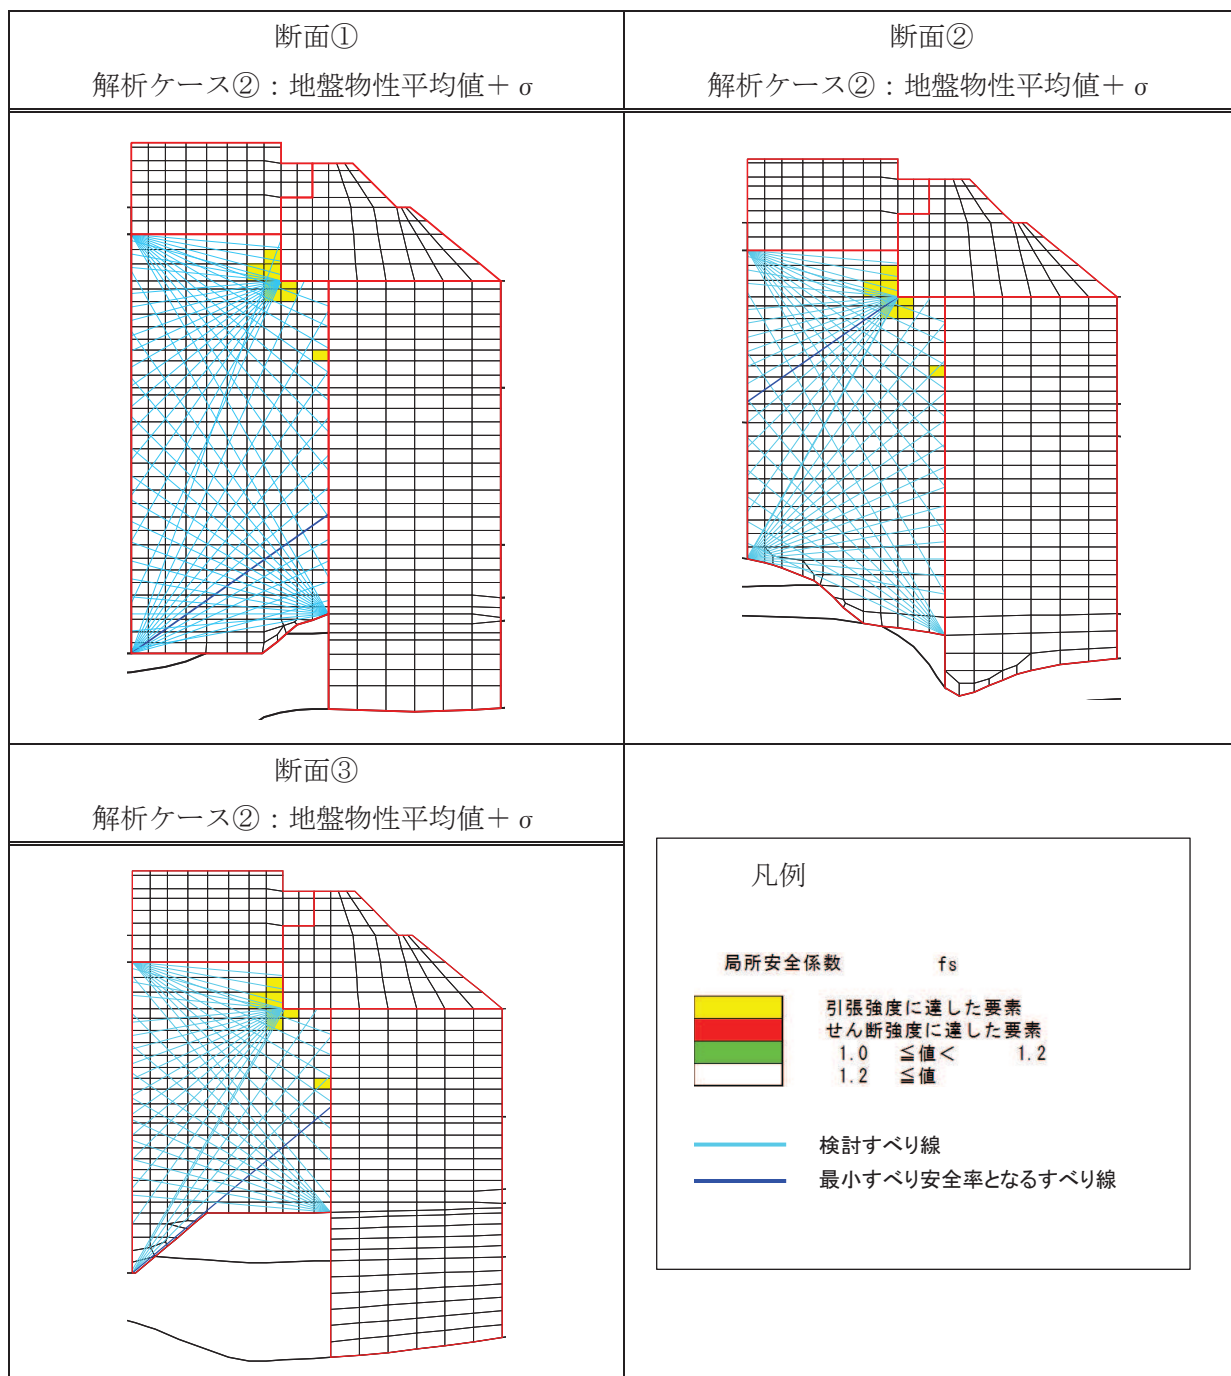 断面①
解析ケース②：地盤物性平均値＋σ
断面②
解析ケース②：地盤物性平均値＋σ
断面③
解析ケース②：地盤物性平均値＋σ
凡例
局所安全係数 fs
引張強度に達した要素
せん断強度に達した要素
1.0 ≦値＜ 1.2
1.2 ≦値
検討すべり線
最小すべり安全率となるすべり線